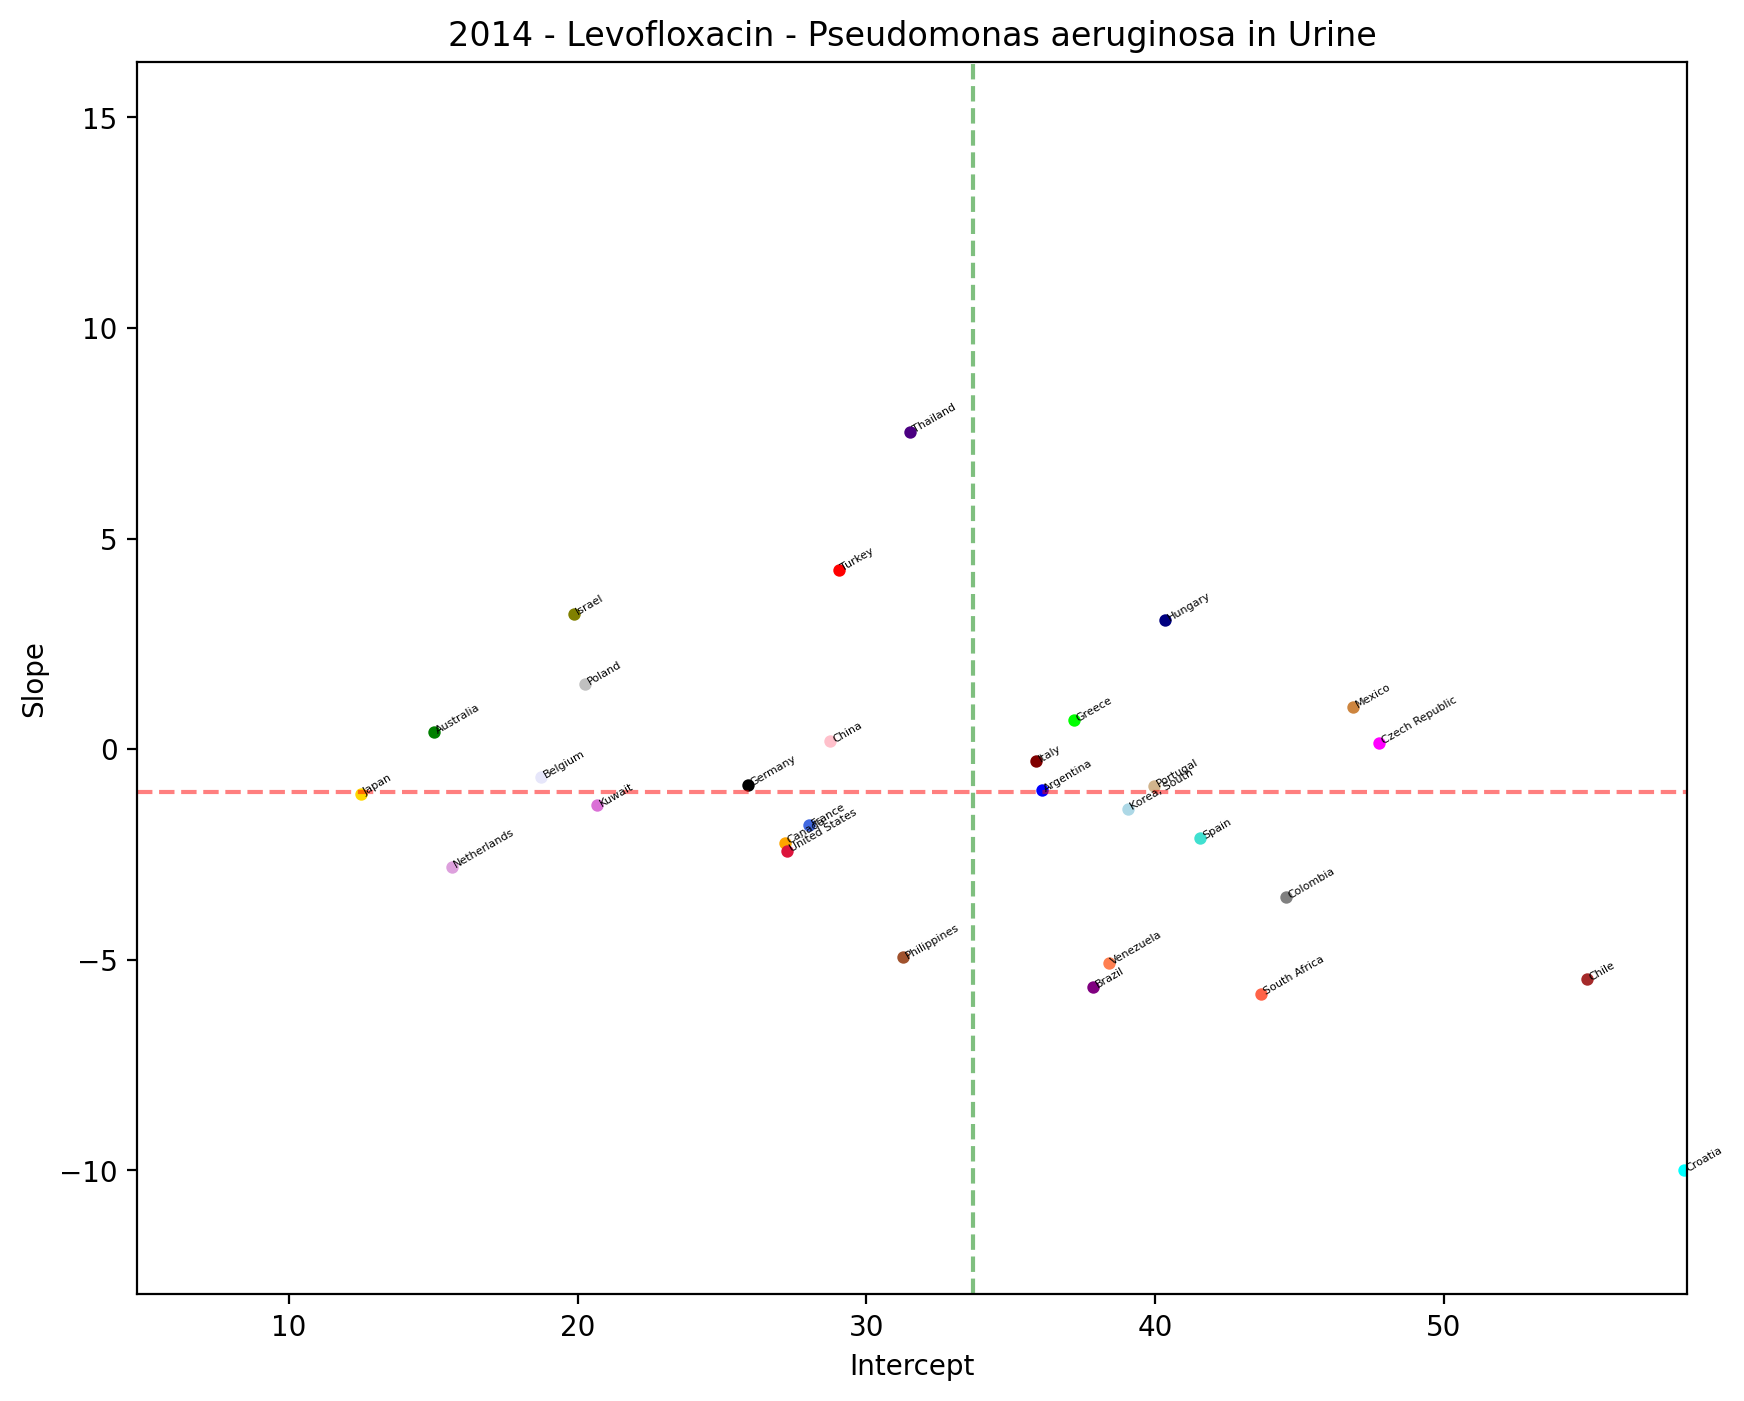 2014 - Levofloxacin - Pseudomonas aeruginosa in Urine
Slope
15
10
5
0
−5
−10
Thailand
Turkey
Israel
Hungary
Poland
Mexico
Australia
Greece
Czech Republic
China
Italy
Belgium
Germany
Argentina
Portugal
Japan
Kuwait
Korea, South
France
Canada
United States
Spain
Netherlands
Colombia
Philippines
Venezuela
Brazil
South Africa
Chile
Croatia
10 20 30 40 50
Intercept